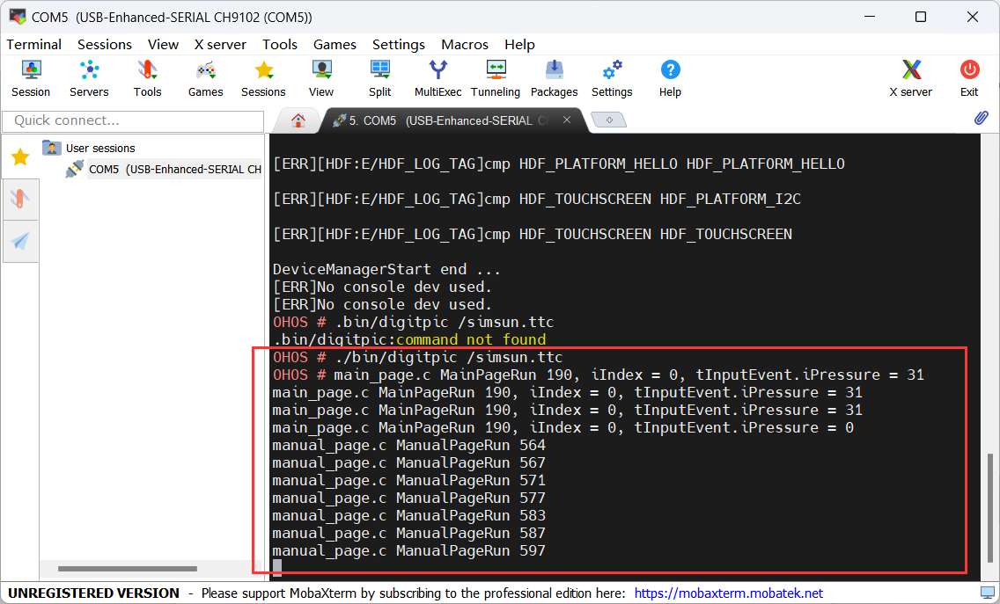 COM5  (USB-Enhanced-SERIAL CH9102 (COM5))
Terminal Sessions View X server Tools Games Settings Macros Help
Session Servers Tools Games Sessions View Split MultiExec Tunneling Packages Settings Help X server Exit
Quick connect...
5. COM5  (USB-Enhanced-SERIAL C
User sessions
COM5  (USB-Enhanced-SERIAL CH
[ERR][HDF:E/HDF_LOG_TAG]cmp HDF_PLATFORM_HELLO HDF_PLATFORM_HELLO
[ERR][HDF:E/HDF_LOG_TAG]cmp HDF_TOUCHSCREEN HDF_PLATFORM_I2C
[ERR][HDF:E/HDF_LOG_TAG]cmp HDF_TOUCHSCREEN HDF_TOUCHSCREEN
DeviceManagerStart end ...
[ERR]No console dev used.
[ERR]No console dev used.
OHOS # .bin/digitpic /simsun.ttc
.bin/digitpic:command not found
OHOS # ./bin/digitpic /simsun.ttc
OHOS # main_page.c MainPageRun 190, iIndex = 0, tInputEvent.iPressure = 31
main_page.c MainPageRun 190, iIndex = 0, tInputEvent.iPressure = 31
main_page.c MainPageRun 190, iIndex = 0, tInputEvent.iPressure = 31
main_page.c MainPageRun 190, iIndex = 0, tInputEvent.iPressure = 0
manual_page.c ManualPageRun 564
manual_page.c ManualPageRun 567
manual_page.c ManualPageRun 571
manual_page.c ManualPageRun 577
manual_page.c ManualPageRun 583
manual_page.c ManualPageRun 587
manual_page.c ManualPageRun 597
UNREGISTERED VERSION  -  Please support MobaXterm by subscribing to the professional edition here:  https://mobaxterm.mobatek.net